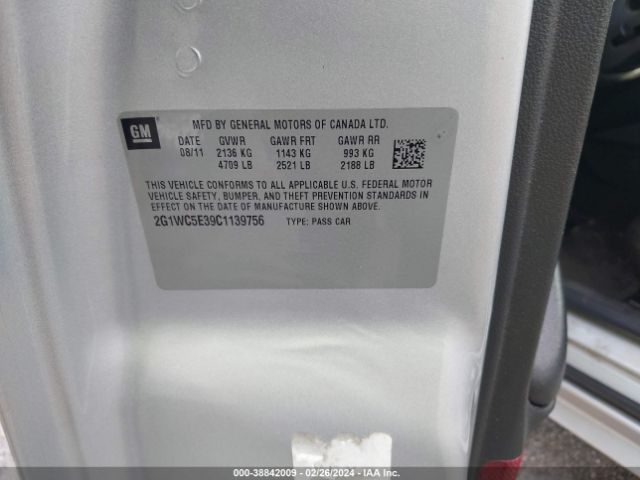 GM
MFD BY GENERAL MOTORS OF CANADA LTD.
DATE GVWR GAWR FRT GAWR RR
08/11 2136 KG 1143 KG 993 KG
4709 LB 2521 LB 2188 LB
THIS VEHICLE CONFORMS TO ALL APPLICABLE U.S. FEDERAL MOTOR
VEHICLE SAFETY, BUMPER, AND THEFT PREVENTION STANDARDS IN
EFFECT ON THE DATE OF MANUFACTURE SHOWN ABOVE.
2G1WC5E39C1139756 TYPE: PASS CAR
000-38842009 - 02/26/2024 - IAA Inc.